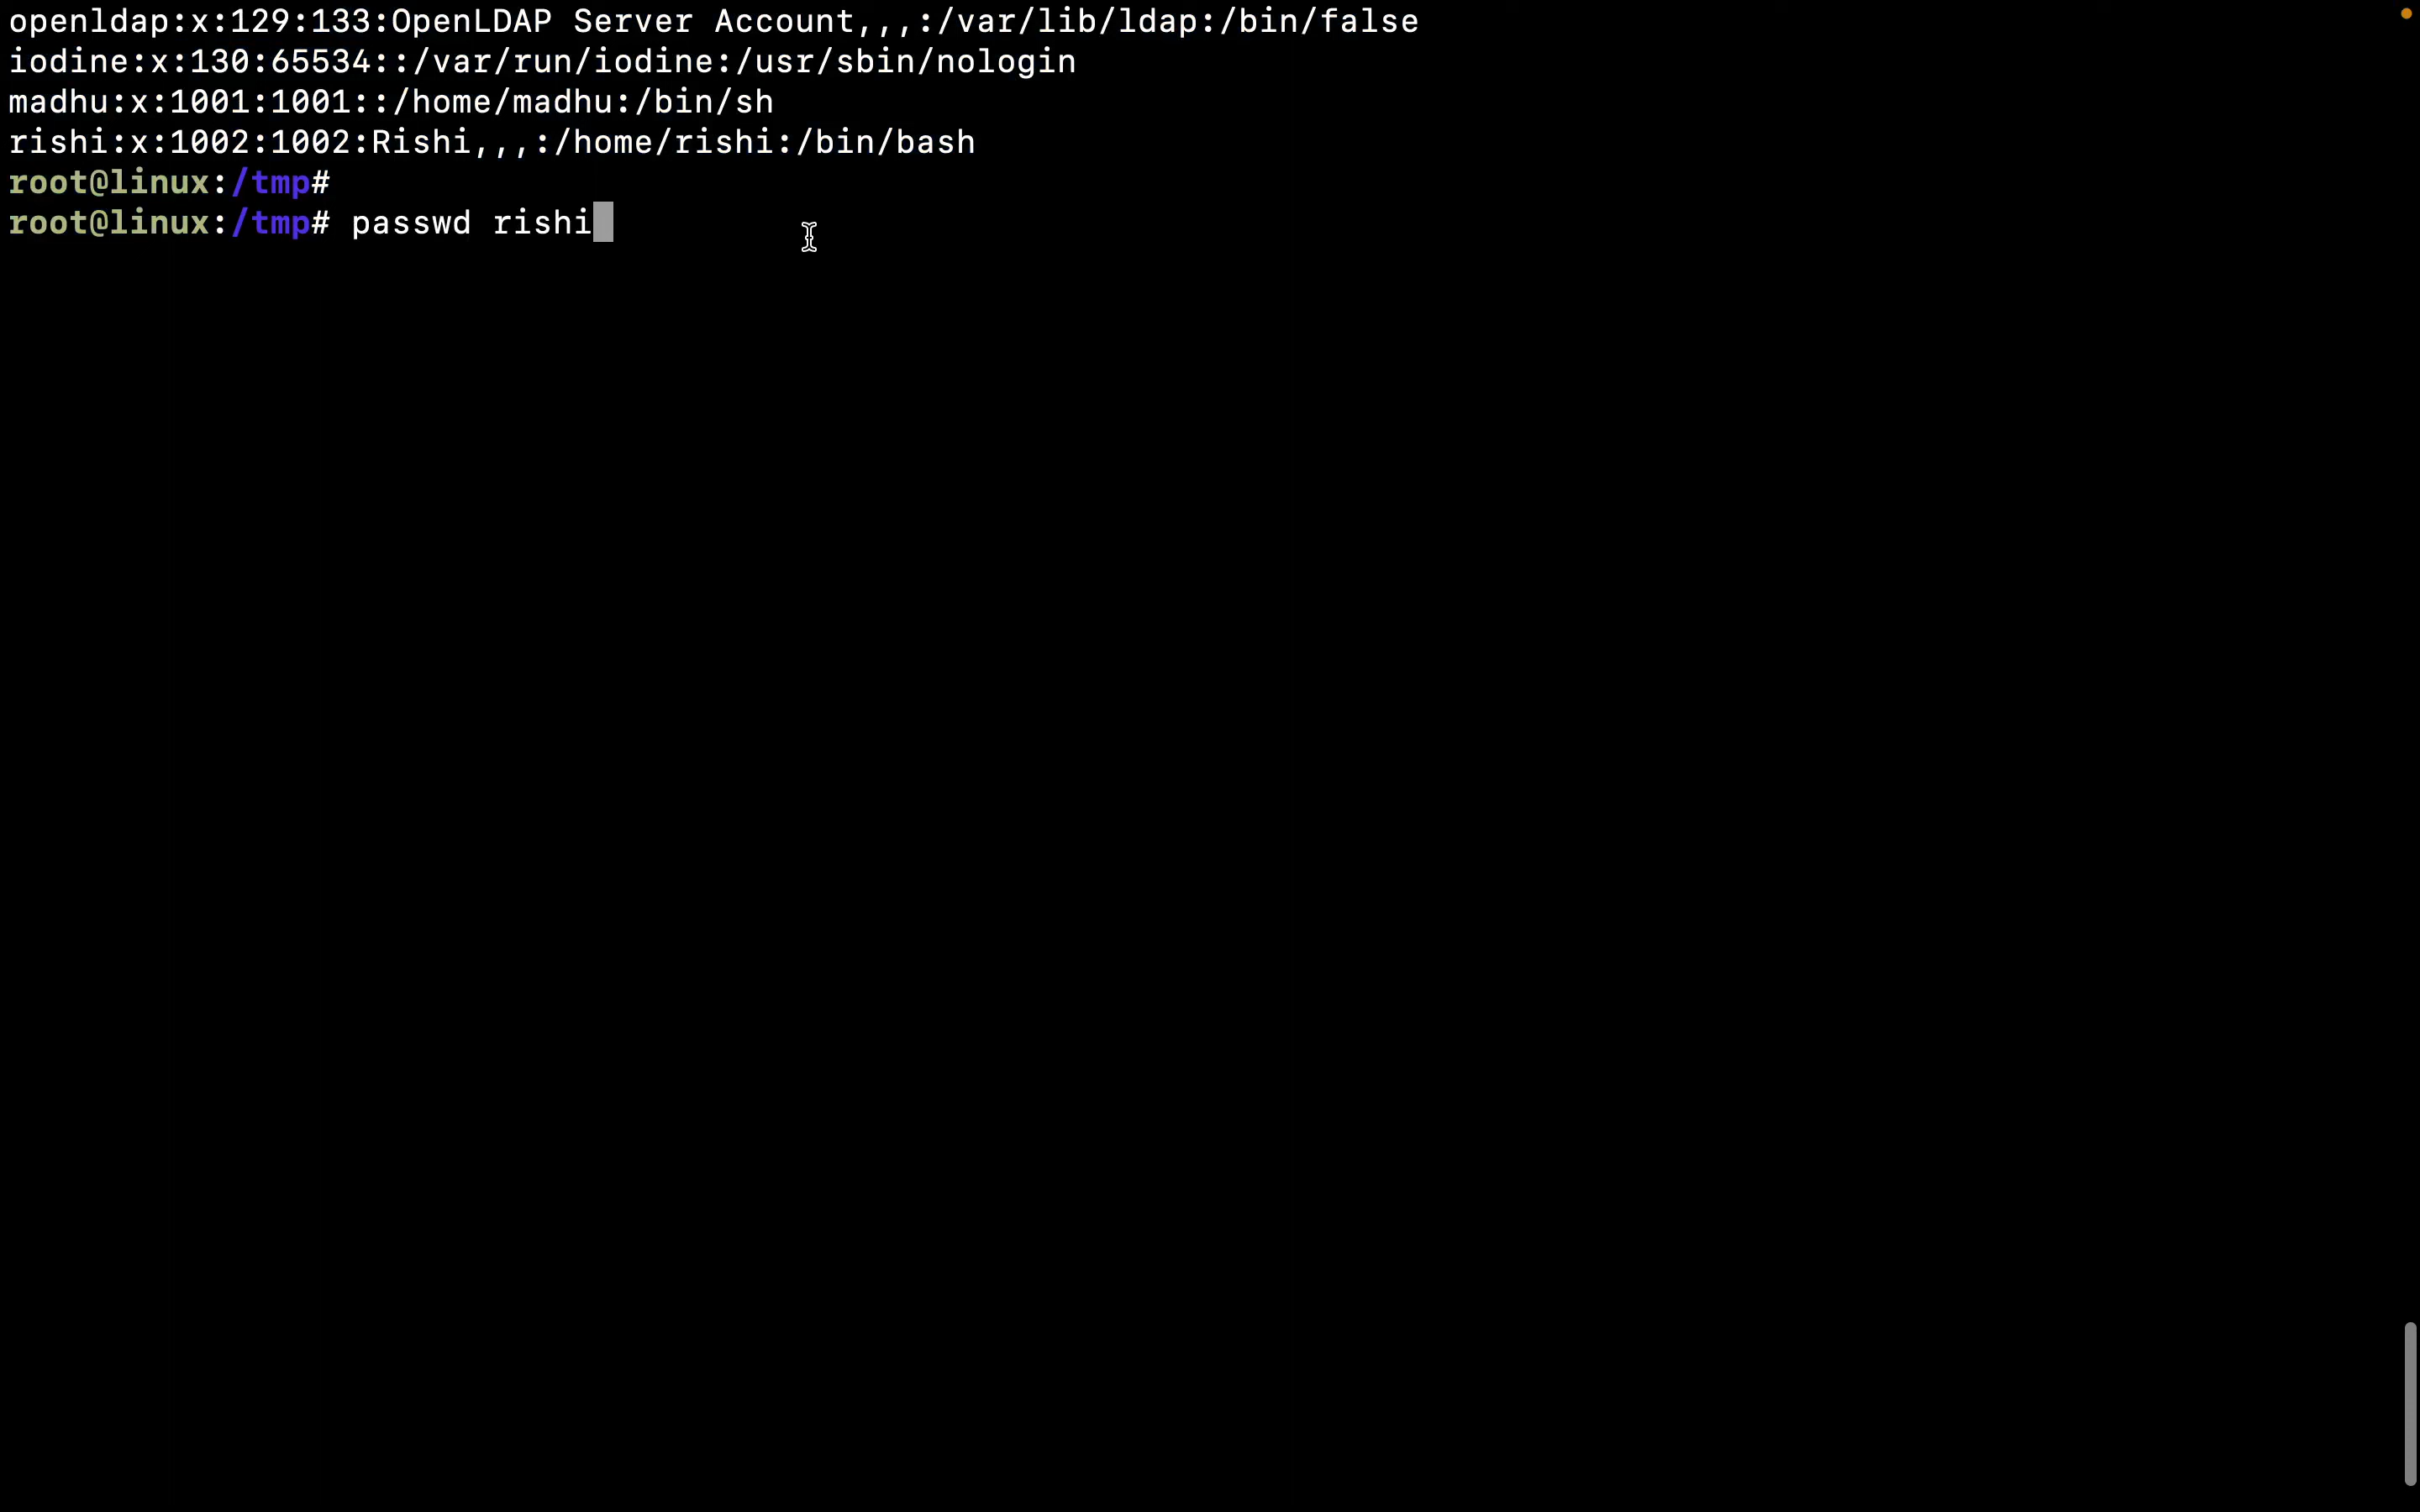 openldap:x:129:133:OpenLDAP Server Account,,,:/var/lib/ldap:/bin/false
iodine:x:130:65534::/var/run/iodine:/usr/sbin/nologin
madhu:x:1001:1001::/home/madhu:/bin/sh
rishi:x:1002:1002:Rishi,,,:/home/rishi:/bin/bash
root@linux:/tmp#
root@linux:/tmp# passwd rishi